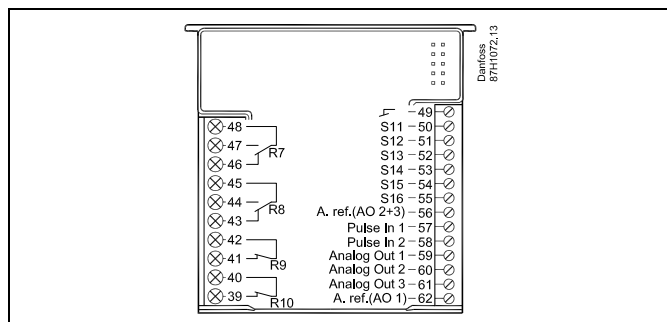 Danfoss
87H1072.13
48
47
46
R7
45
44
43
R8
42
41
R9
40
39
R10
49
S11 50
S12 51
S13 52
S14 53
S15 54
S16 55
A. ref.(AO 2+3) 56
Pulse In 1 57
Pulse In 2 58
Analog Out 1 59
Analog Out 2 60
Analog Out 3 61
A. ref.(AO 1) 62